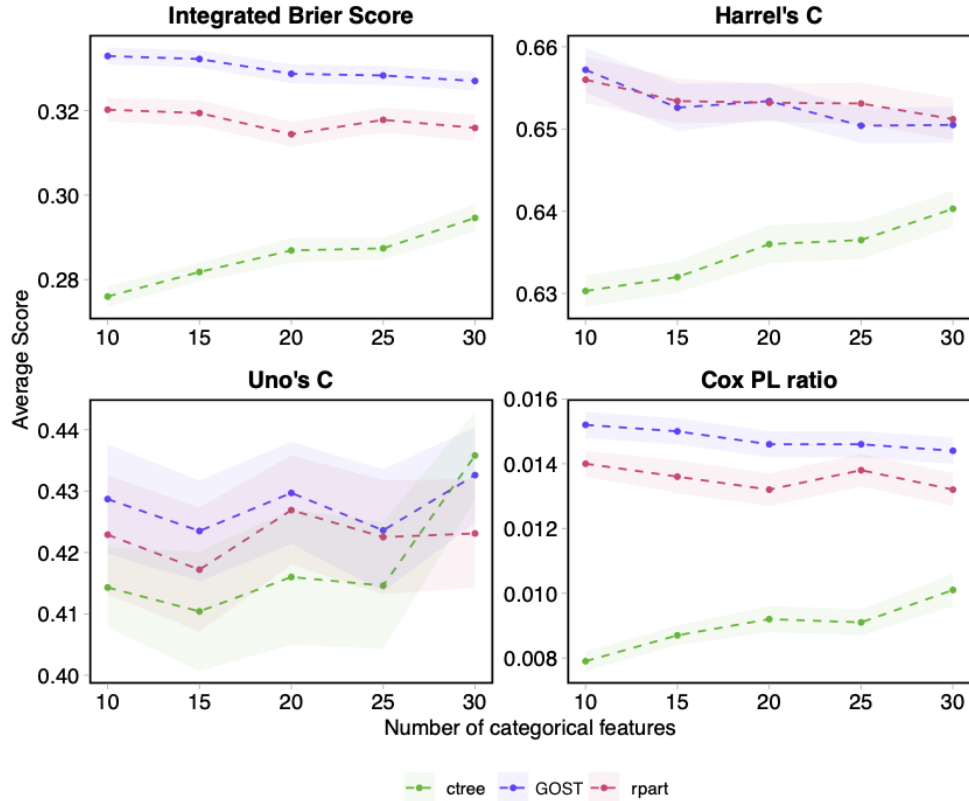 Integrated Brier Score
Harrel's C
0.32
0.30
0.28
10 15 20 25 30
0.66
0.65
0.64
0.63
10 15 20 25 30
Average Score
Uno's C
Cox PL ratio
0.44
0.43
0.42
0.41
0.40
10 15 20 25 30
0.016
0.014
0.012
0.010
0.008
10 15 20 25 30
Number of categorical features
ctree GOST rpart